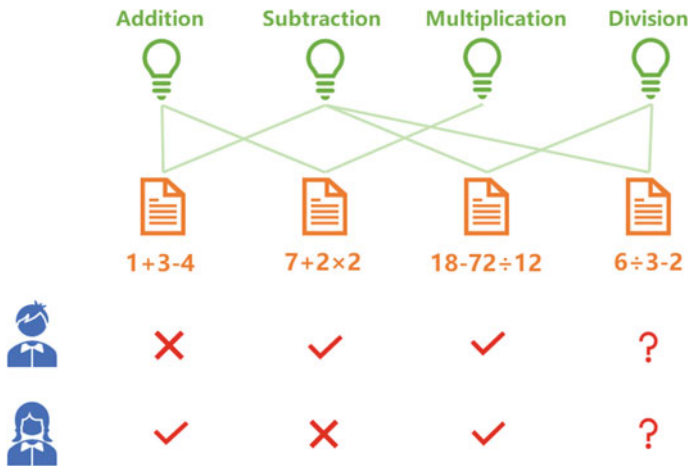 Addition Subtraction Multiplication Division
1+3-4 7+2×2 18-72÷12 6÷3-2
?
?